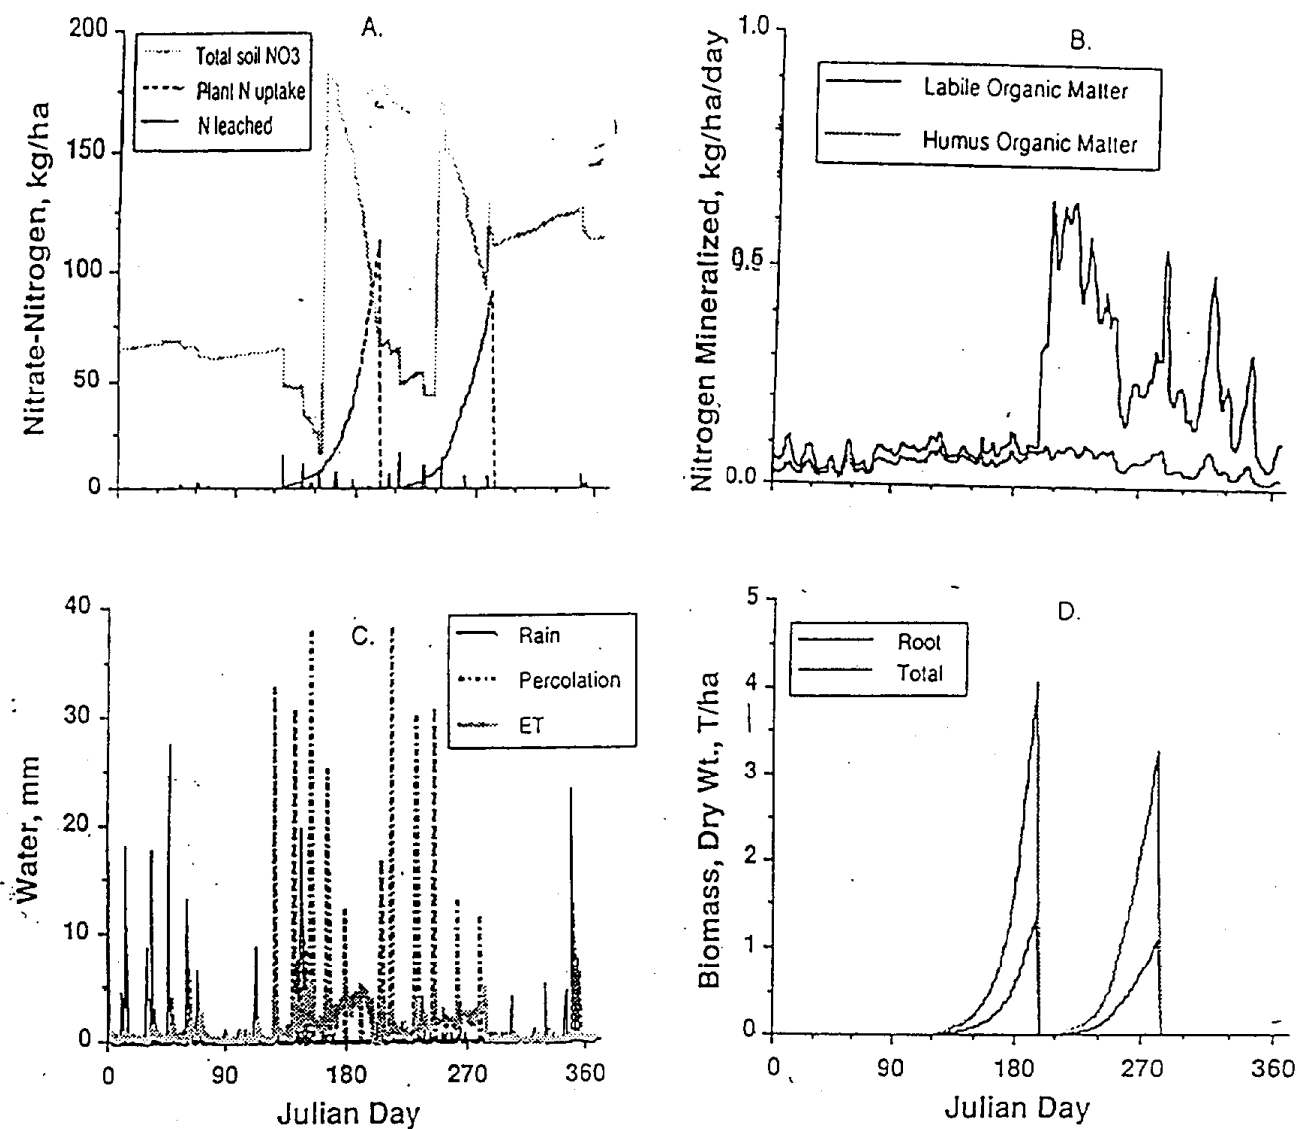 A.
200
150
100
50
0
Nitrate-Nitrogen, kg/ha
Total soil NO3
Plant N uptake
N leached
B.
1.0
0.5
0.0
Nitrogen Mineralized, kg/ha/day
Labile Organic Matter
Humus Organic Matter
C.
40
30
20
10
0
Water, mm
Rain
Percolation
ET
0 90 180 270 360
Julian Day
D.
5
4
3
2
1
0
Biomass, Dry Wt., T/ha
Root
Total
0 90 180 270 360
Julian Day